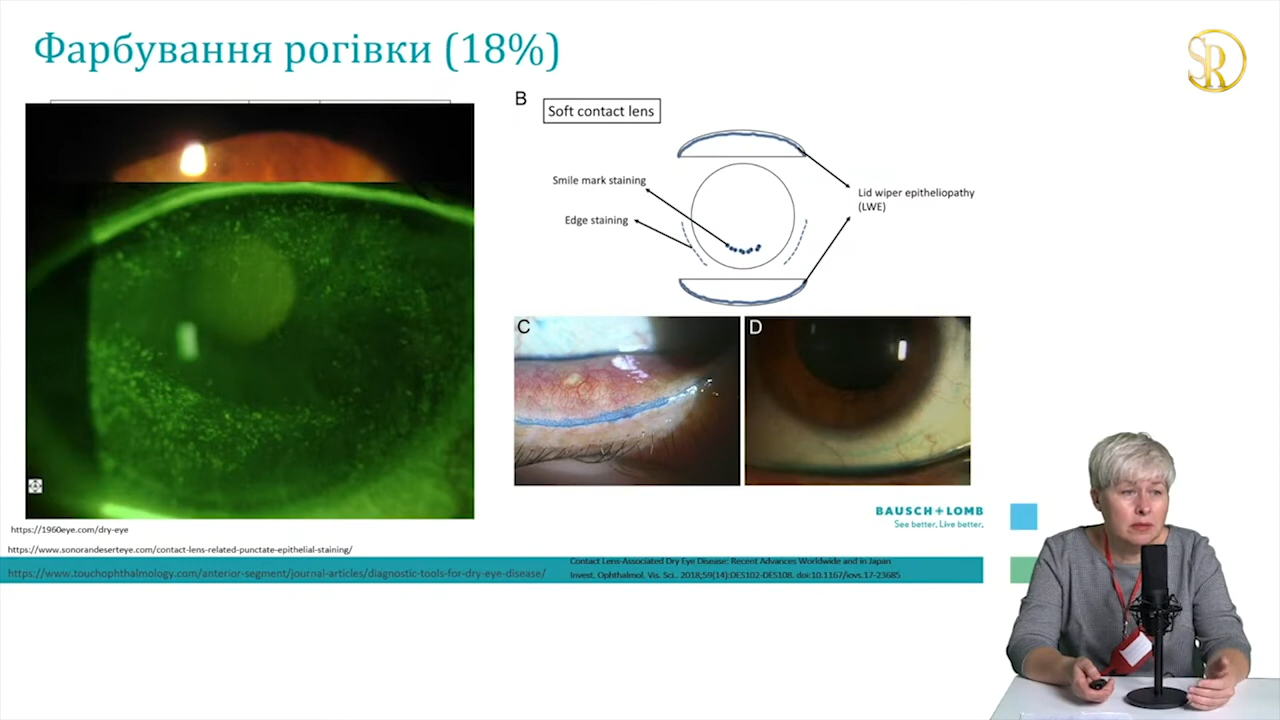 Фарбування рогівки (18%)
SR
B
Soft contact lens
Smile mark staining
Edge staining
Lid wiper epitheliopathy
(LWE)
C
D
BAUSCH + LOMB
See better. Live better.
https://1960eye.com/dry-eye
https://www.sonorandeserteye.com/contact-lens-related-punctate-epithelial-staining/
https://www.touchophthalmology.com/anterior-segment/journal-articles/diagnostic-tools-for-dry-eye-disease/
Contact Lens-Associated Dry Eye Disease: Recent Advances Worldwide and in Japan
Invest. Ophthalmol. Vis. Sci.. 2018;59(14):DES102-DES108. doi:10.1167/iovs.17-23685